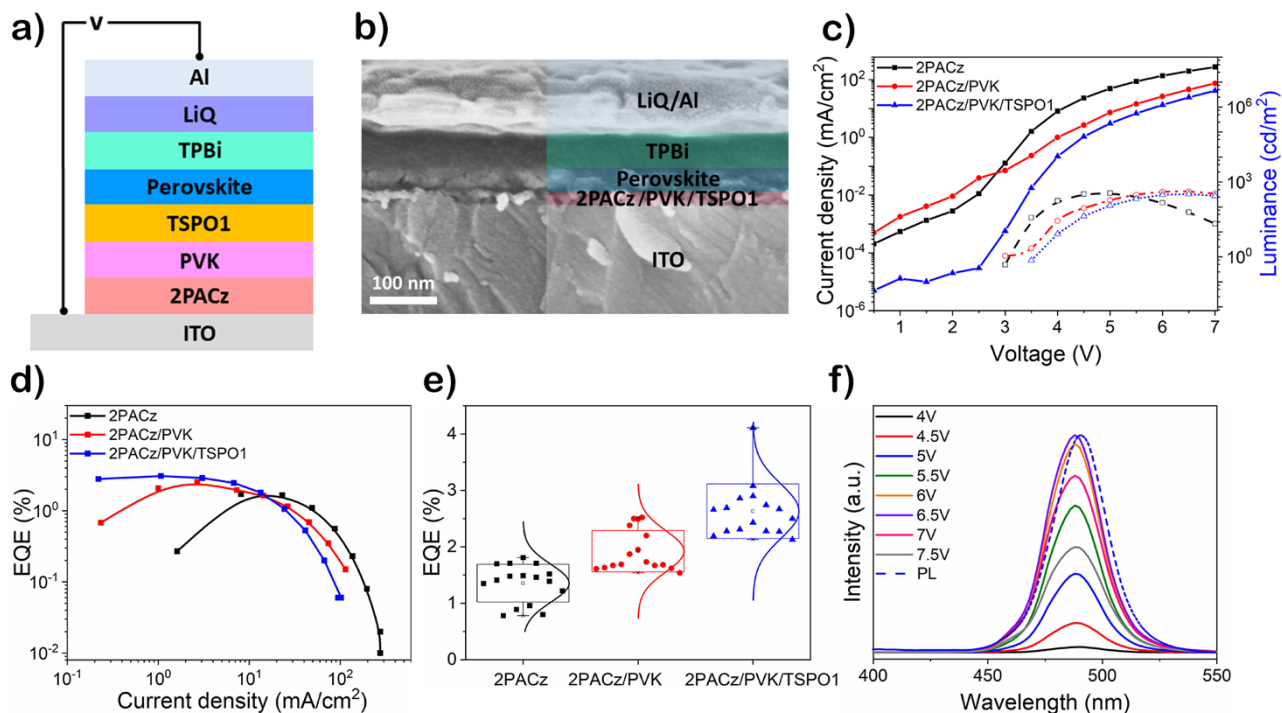 a)
V
Al
LiQ
TPBi
Perovskite
TSPO1
PVK
2PACz
ITO
b)
LiQ/Al
TPBi
Perovskite
2PACz/PVK/TSPO1
ITO
100 nm
c)
2PACz
2PACz/PVK
2PACz/PVK/TSPO1
Current density (mA/cm²)
10²
10⁰
10⁻²
10⁻⁴
10⁻⁶
Luminance (cd/m²)
10⁶
10³
10⁰
1 2 3 4 5 6 7
Voltage (V)
d)
2PACz
2PACz/PVK
2PACz/PVK/TSPO1
EQE (%)
10¹
10⁰
10⁻¹
10⁻²
10⁻¹ 10⁰ 10¹ 10²
Current density (mA/cm²)
e)
EQE (%)
4
3
2
1
0
2PACz 2PACz/PVK 2PACz/PVK/TSPO1
f)
4V
4.5V
5V
5.5V
6V
6.5V
7V
7.5V
PL
Intensity (a.u.)
400 450 500 550
Wavelength (nm)